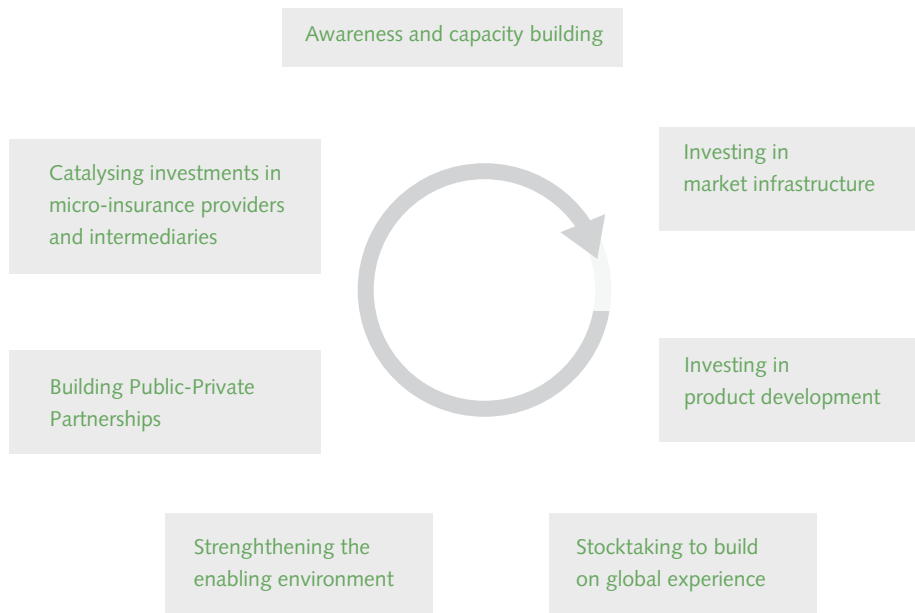 Awareness and capacity building
Investing in
market infrastructure
Investing in
product development
Stocktaking to build
on global experience
Strenghthening the
enabling environment
Building Public-Private
Partnerships
Catalysing investments in
micro-insurance providers
and intermediaries